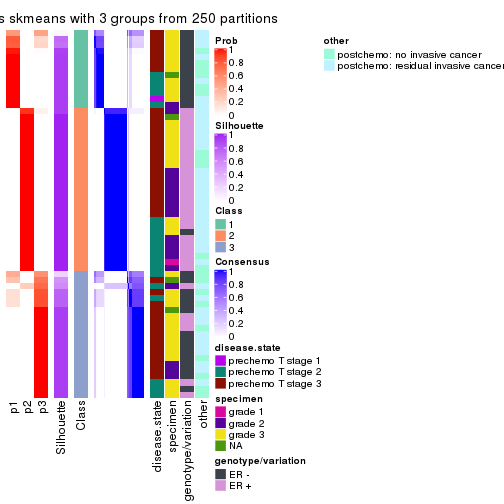 s skmeans with 3 groups from 250 partitions
Prob
1
0.8
0.6
0.4
0.2
0
Silhouette
1
0.8
0.6
0.4
0.2
0
Class
1
2
3
Consensus
1
0.8
0.6
0.4
0.2
0
disease.state
prechemo T stage 1
prechemo T stage 2
prechemo T stage 3
specimen
grade 1
grade 2
grade 3
NA
genotype/variation
ER -
ER +
other
postchemo: no invasive cancer
postchemo: residual invasive cancer
p1
p2
p3
Silhouette
Class
disease.state
specimen
genotype/variation
other